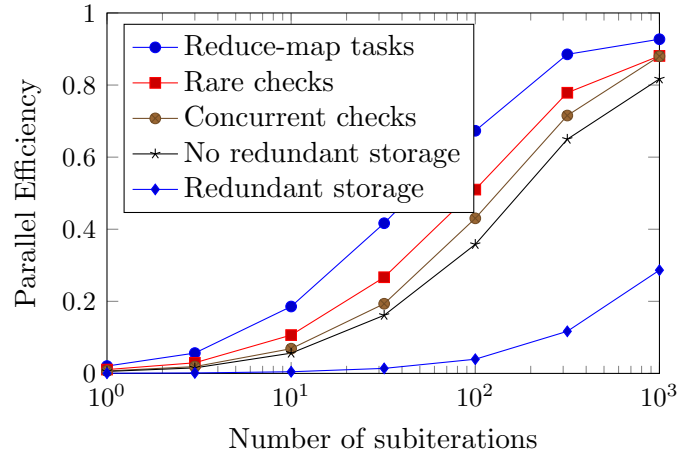 1
0.8
0.6
0.4
0.2
0
Parallel Efficiency
Reduce-map tasks
Rare checks
Concurrent checks
No redundant storage
Redundant storage
10^0 10^1 10^2 10^3
Number of subiterations